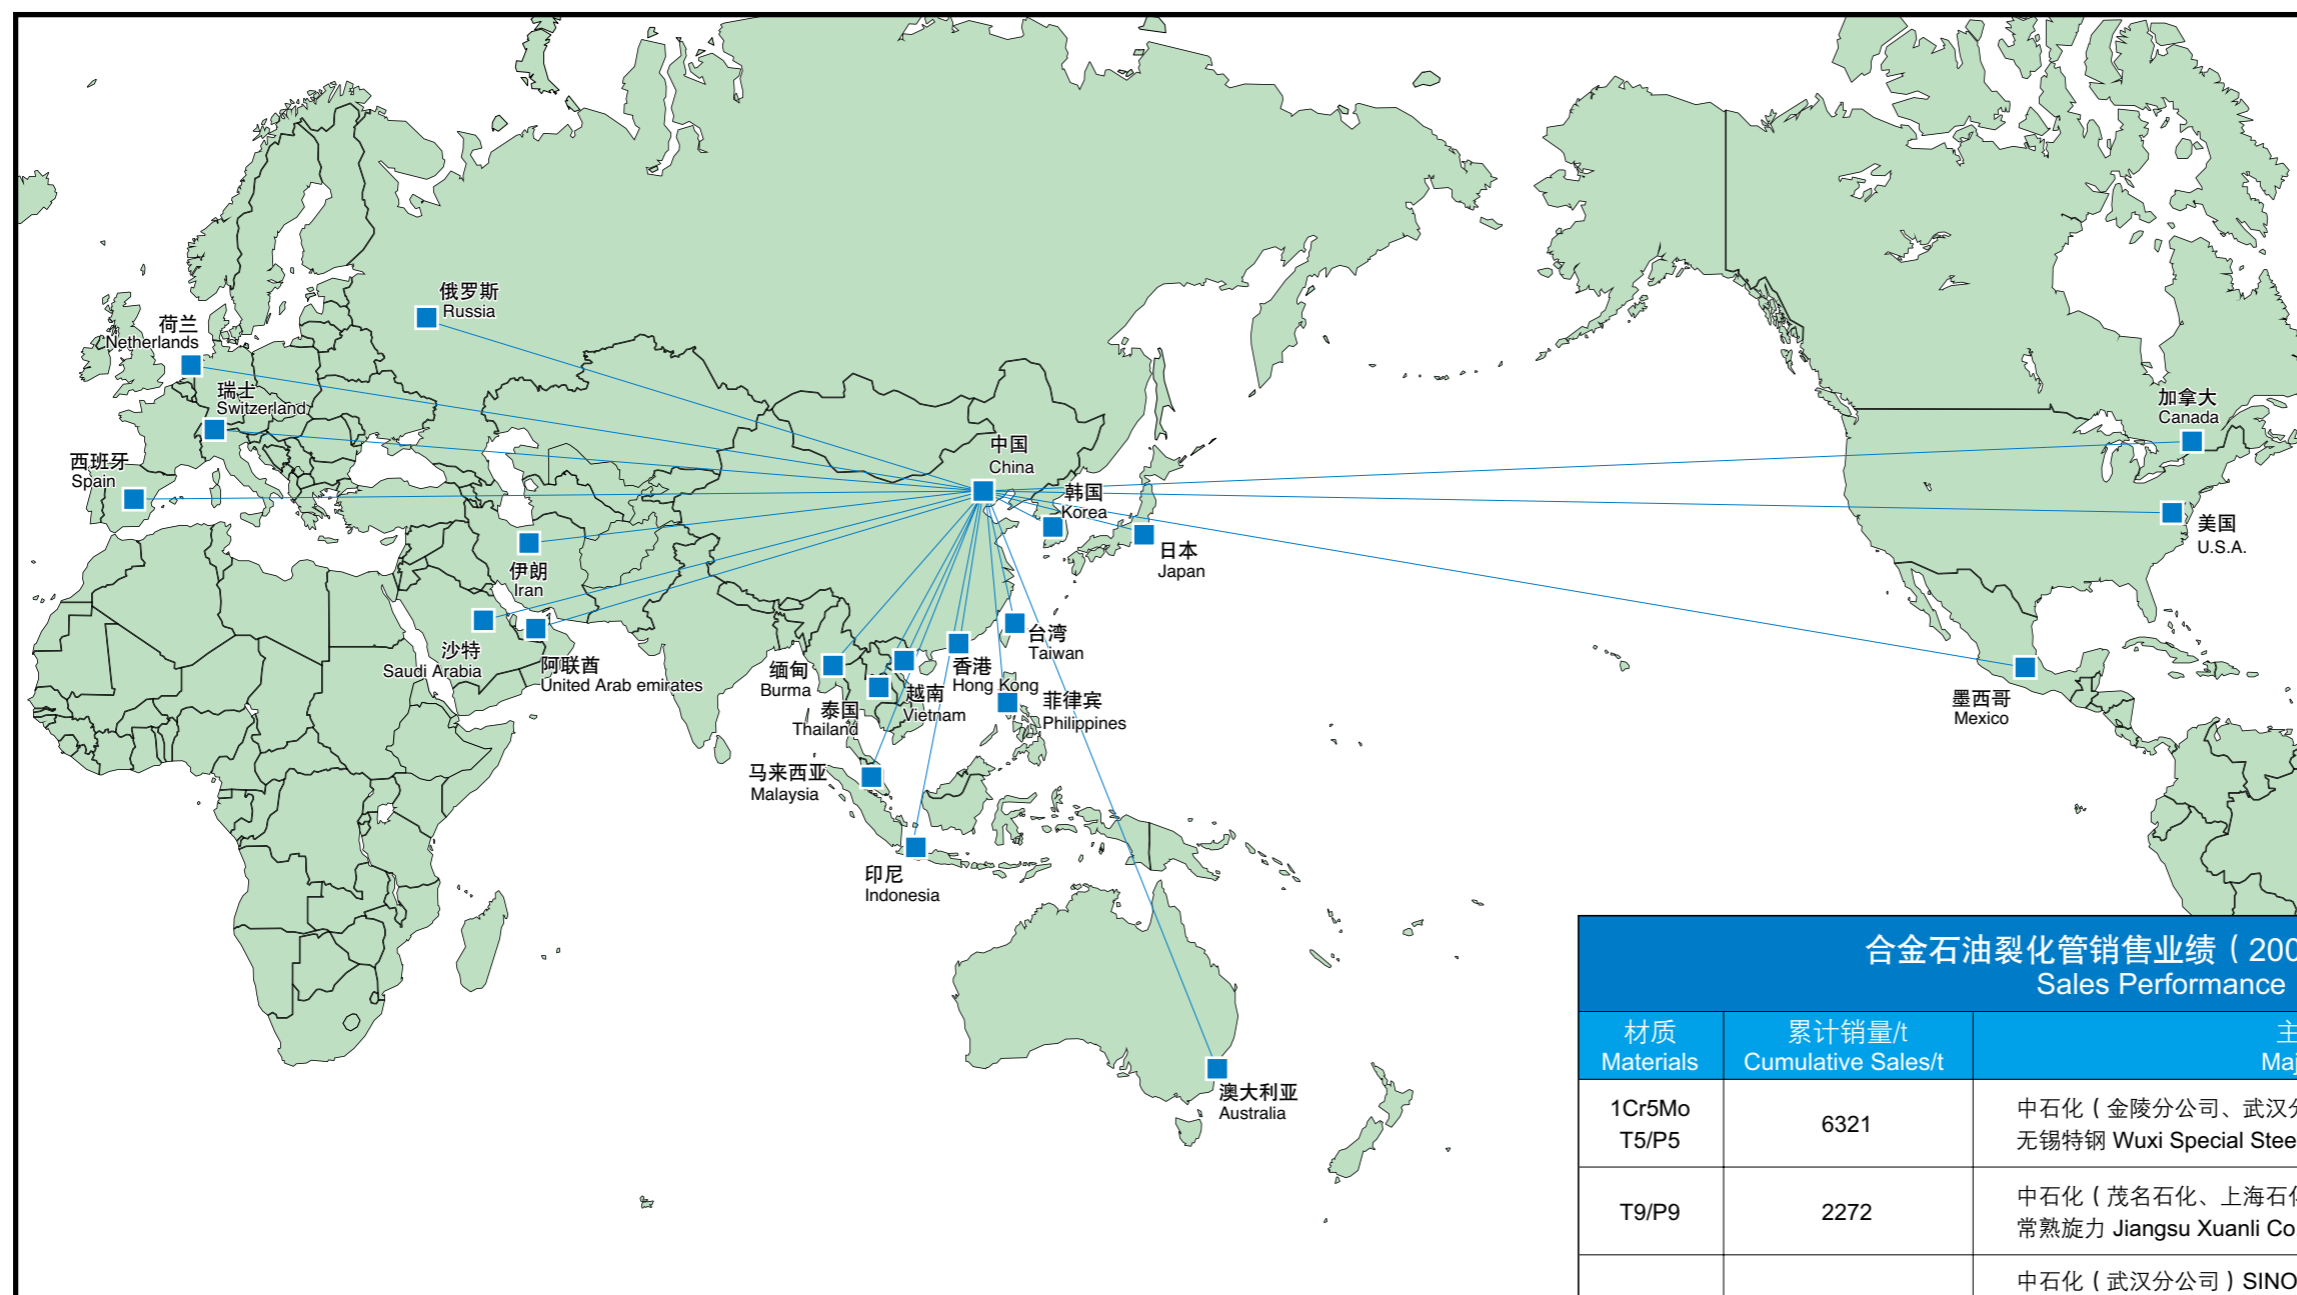 俄罗斯
Russia
荷兰
Netherlands
瑞士
Switzerland
西班牙
Spain
中国
China
韩国
Korea
日本
Japan
伊朗
Iran
沙特
Saudi Arabia
阿联酋
United Arab emirates
缅甸
Burma
泰国
Thailand
越南
Vietnam
香港
Hong Kong
台湾
Taiwan
菲律宾
Philippines
马来西亚
Malaysia
印尼
Indonesia
澳大利亚
Australia
加拿大
Canada
美国
U.S.A.
墨西哥
Mexico
合金石油裂化管销售业绩（200
Sales Performance
材质
Materials
累计销量/t
Cumulative Sales/t
主
Maj
1Cr5Mo
T5/P5
6321
中石化（金陵分公司、武汉分
无锡特钢 Wuxi Special Stee
T9/P9
2272
中石化（茂名石化、上海石化
常熟旋力 Jiangsu Xuanli Co.
中石化（武汉分公司）SINO